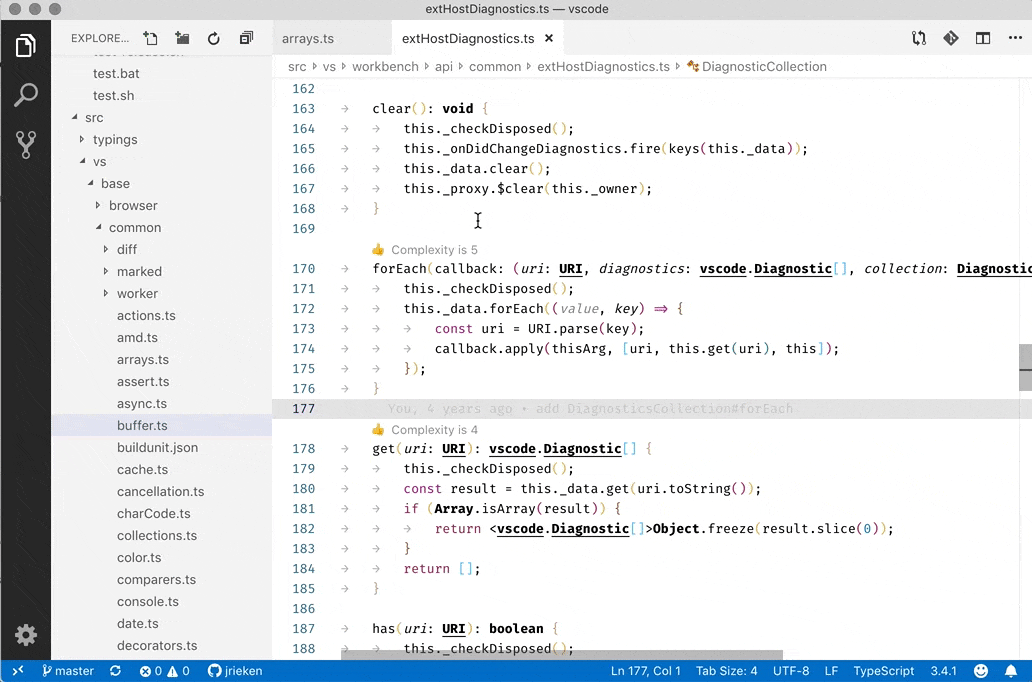 extHostDiagnostics.ts — vscode
EXPLORE...
test.bat
test.sh
src
typings
vs
base
browser
common
diff
marked
worker
actions.ts
amd.ts
arrays.ts
assert.ts
async.ts
buffer.ts
buildunit.json
cache.ts
cancellation.ts
charCode.ts
collections.ts
color.ts
comparers.ts
console.ts
date.ts
decorators.ts
arrays.ts
extHostDiagnostics.ts ×
src vs workbench api common extHostDiagnostics.ts DiagnosticCollection
162
163 clear(): void {
164 this._checkDisposed();
165 this._onDidChangeDiagnostics.fire(keys(this._data));
166 this._data.clear();
167 this._proxy.$clear(this._owner);
168 }
169
👍 Complexity is 5
170 forEach(callback: (uri: URI, diagnostics: vscode.Diagnostic[], collection: Diagnostic
171 this._checkDisposed();
172 this._data.forEach((value, key) => {
173 const uri = URI.parse(key);
174 callback.apply(thisArg, [uri, this.get(uri), this]);
175 });
176 }
177 You, 4 years ago • add DiagnosticsCollection#forEach
👍 Complexity is 4
178 get(uri: URI): vscode.Diagnostic[] {
179 this._checkDisposed();
180 const result = this._data.get(uri.toString());
181 if (Array.isArray(result)) {
182 return <vscode.Diagnostic[]>Object.freeze(result.slice(0));
183 }
184 return [];
185 }
186
187 has(uri: URI): boolean {
188 this._checkDisposed();
master 0 0 jrieken Ln 177, Col 1 Tab Size: 4 UTF-8 LF TypeScript 3.4.1